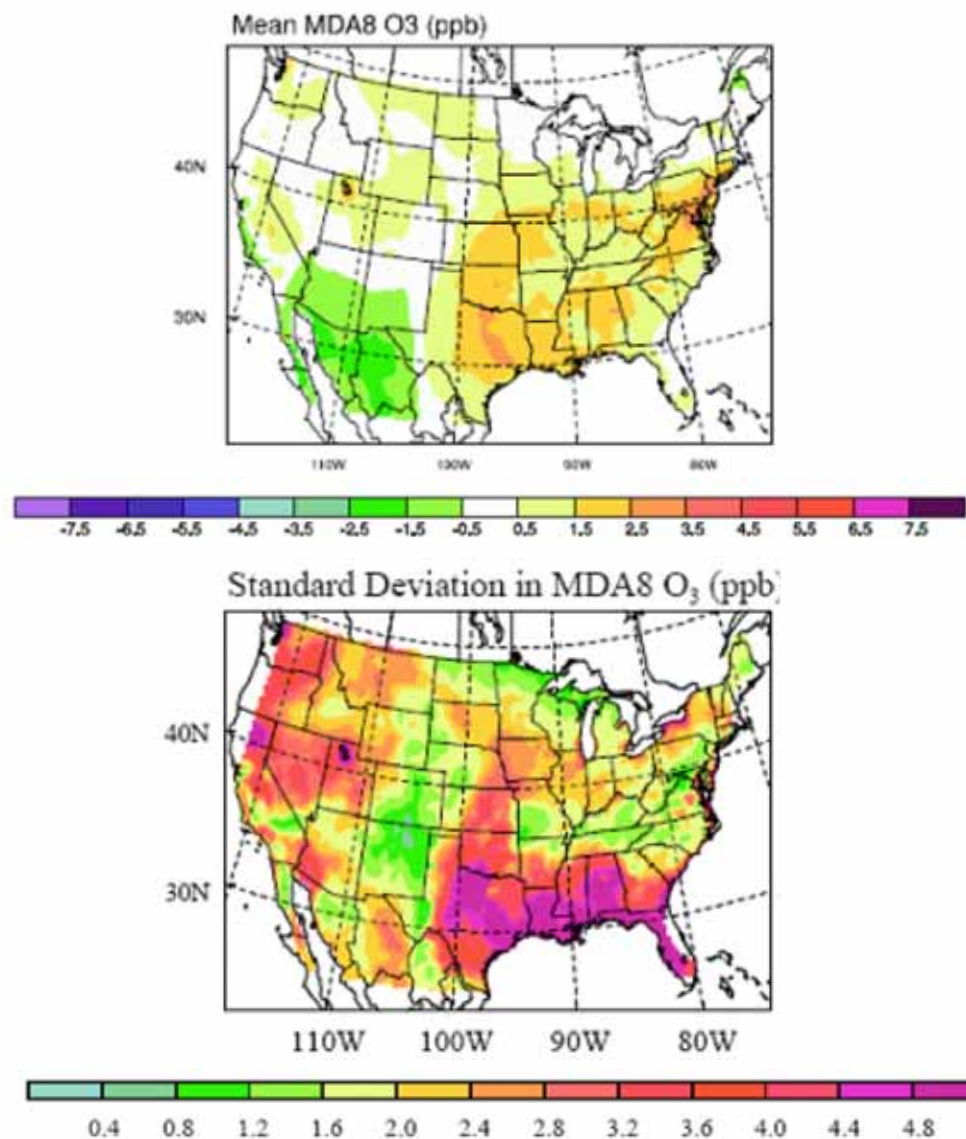 Mean MDA8 O3 (ppb)
40N
30N
110W 100W 90W 80W
-7.5 -6.5 -5.5 -4.5 -3.5 -2.5 -1.5 -0.5 0.5 1.5 2.5 3.5 4.5 5.5 6.5 7.5
Standard Deviation in MDA8 O₃ (ppb)
40N
30N
110W 100W 90W 80W
0.4 0.8 1.2 1.6 2.0 2.4 2.8 3.2 3.6 4.0 4.4 4.8